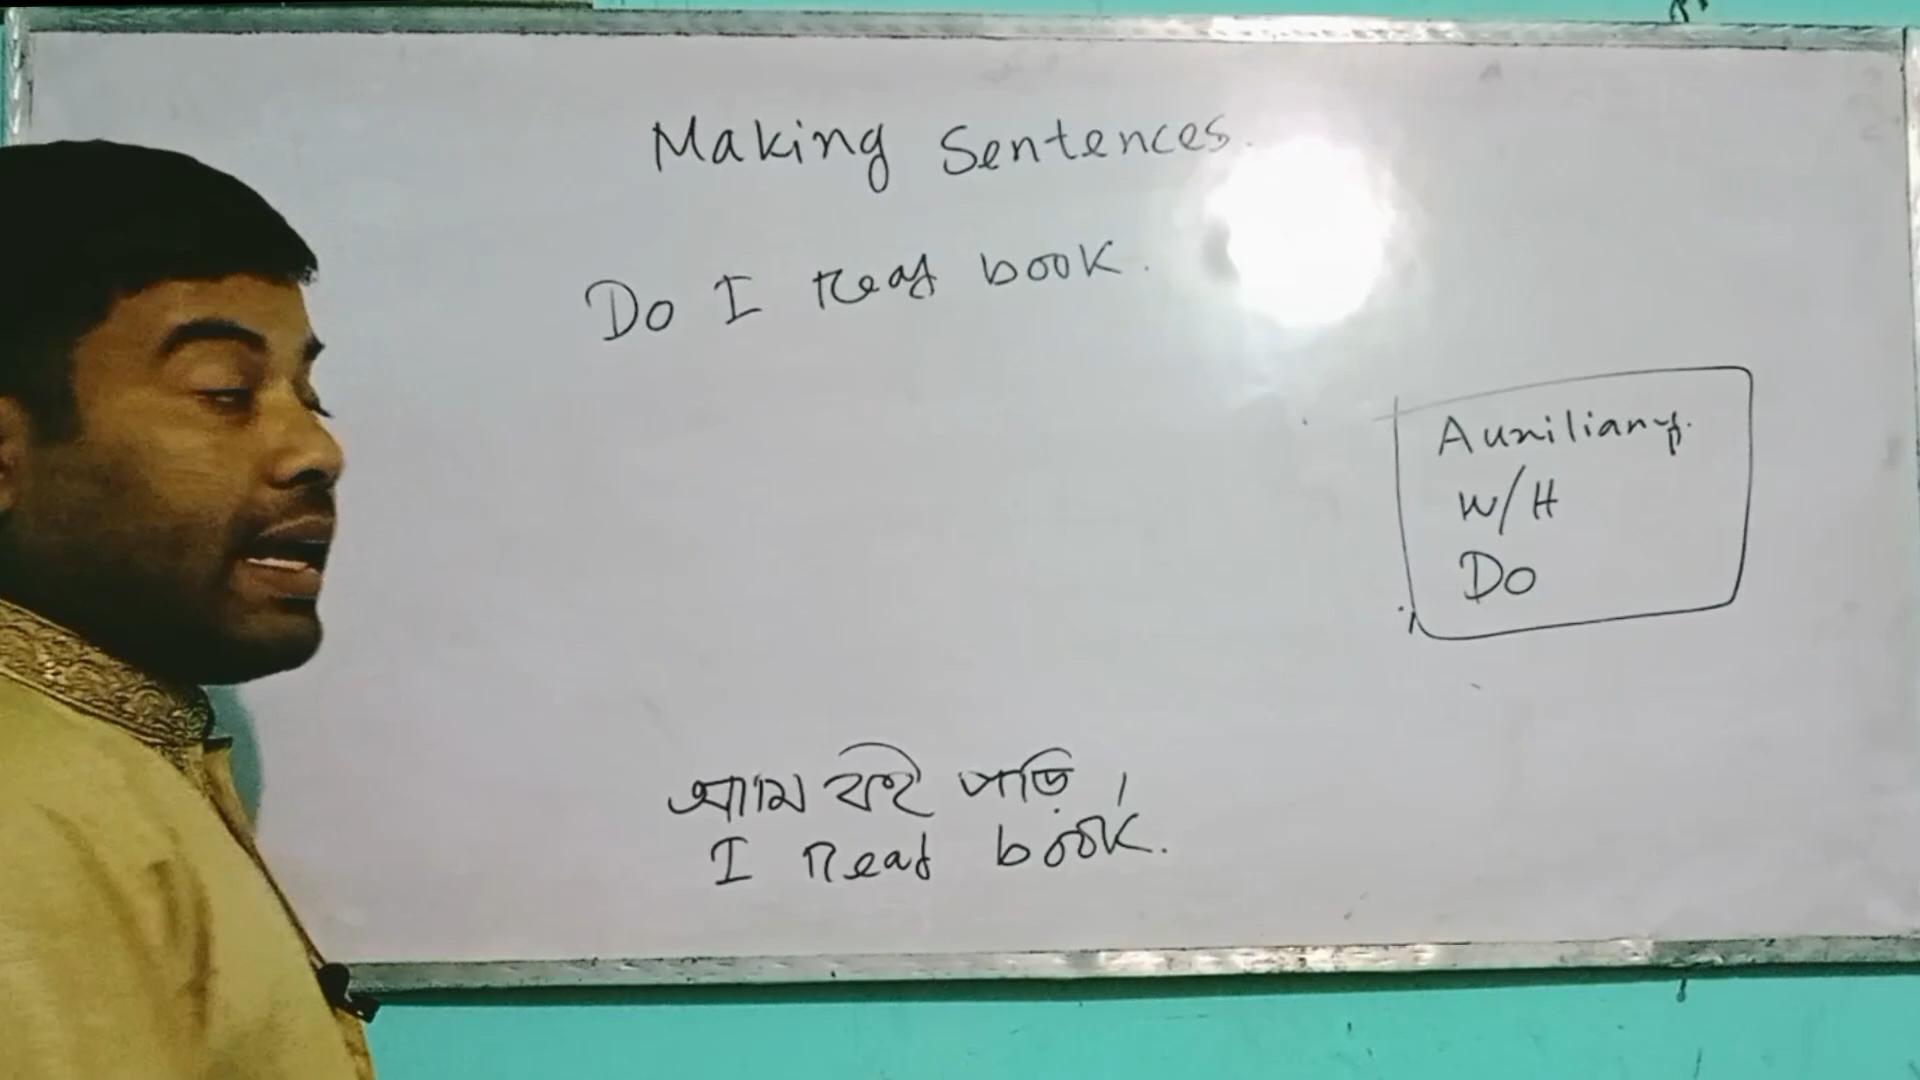 Making Sentences.
Do I Read book.
Auxiliary.
W/H
Do
আমি বই পড়ি।
I Read book.